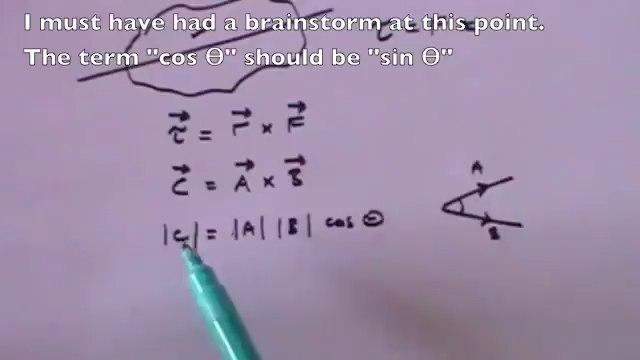 I must have had a brainstorm at this point.
The term "cos Θ" should be "sin Θ"
τ⃗ = r⃗ × F⃗
C⃗ = A⃗ × B⃗
|C| = |A| |B| cos Θ
A
B